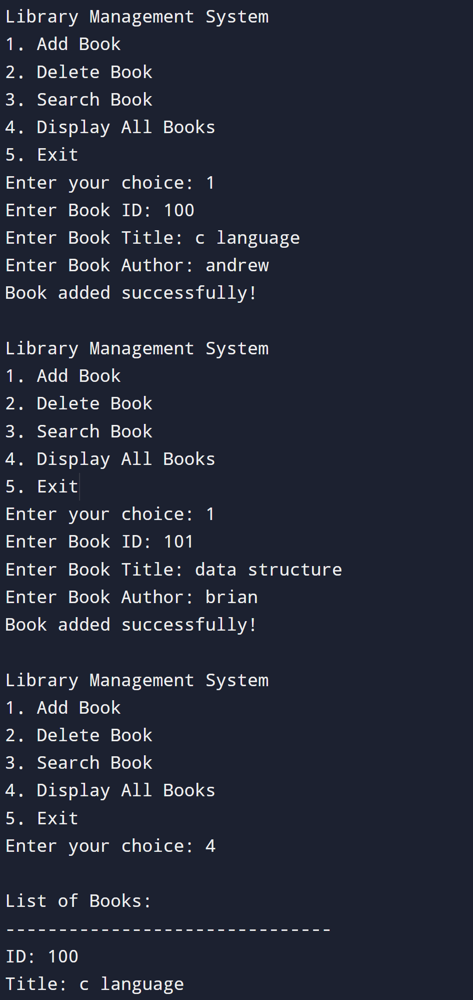 Library Management System
1. Add Book
2. Delete Book
3. Search Book
4. Display All Books
5. Exit
Enter your choice: 1
Enter Book ID: 100
Enter Book Title: c language
Enter Book Author: andrew
Book added successfully!
Library Management System
1. Add Book
2. Delete Book
3. Search Book
4. Display All Books
5. Exit
Enter your choice: 1
Enter Book ID: 101
Enter Book Title: data structure
Enter Book Author: brian
Book added successfully!
Library Management System
1. Add Book
2. Delete Book
3. Search Book
4. Display All Books
5. Exit
Enter your choice: 4
List of Books:
-------------------------------
ID: 100
Title: c language